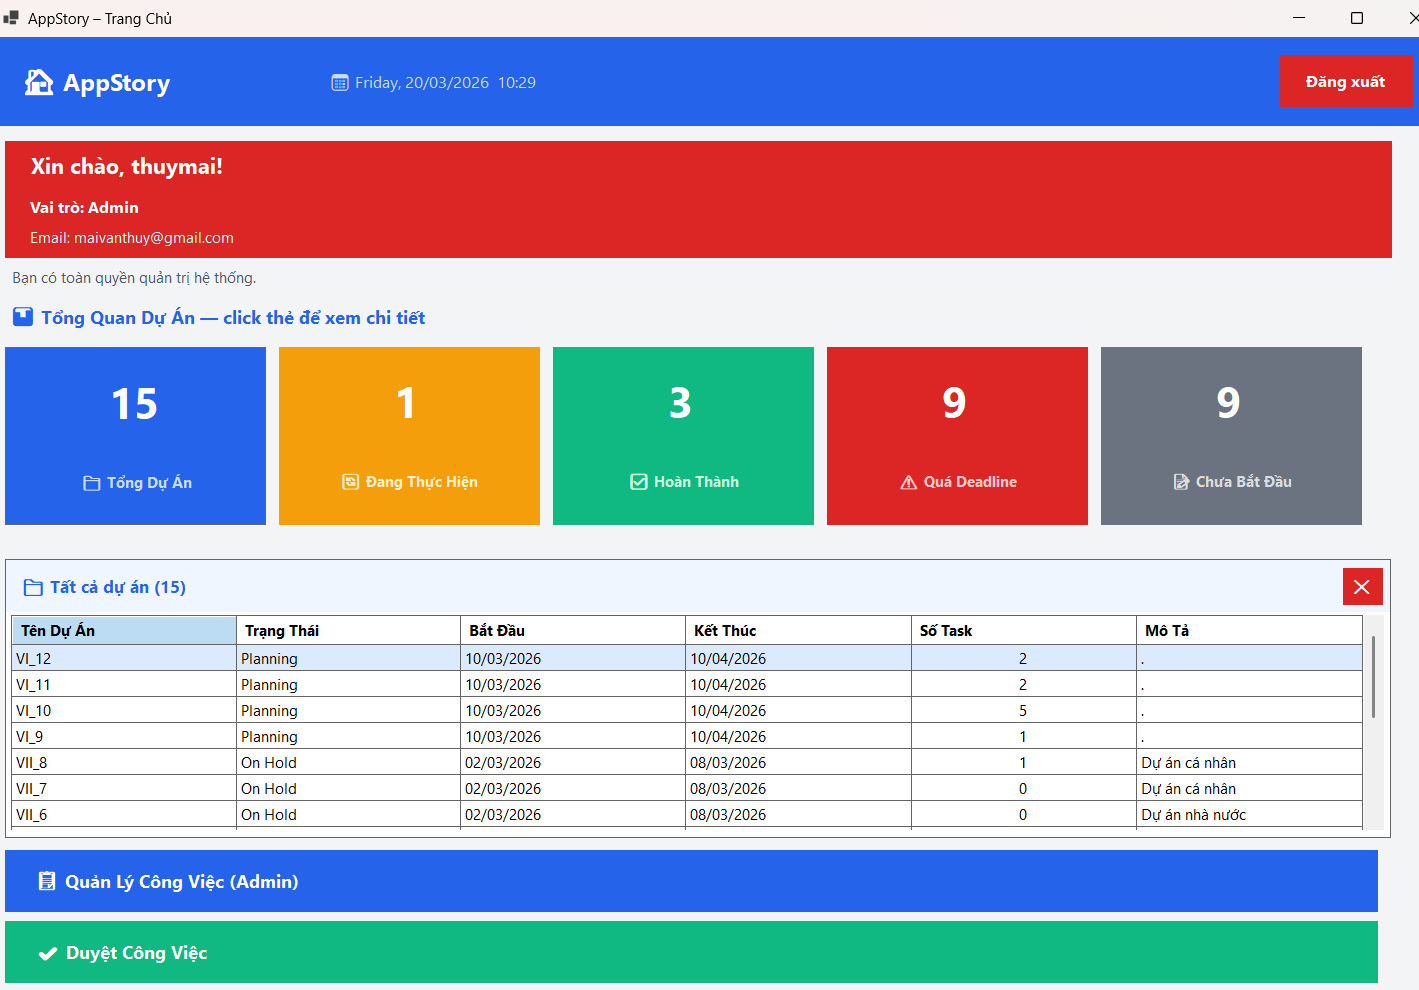 AppStory – Trang Chủ
AppStory
Friday, 20/03/2026 10:29
Đăng xuất
Xin chào, thuymai!
Vai trò: Admin
Email: maivanthuy@gmail.com
Bạn có toàn quyền quản trị hệ thống.
Tổng Quan Dự Án — click thẻ để xem chi tiết
15
Tổng Dự Án
1
Đang Thực Hiện
3
Hoàn Thành
9
Quá Deadline
9
Chưa Bắt Đầu
Tất cả dự án (15)
Tên Dự Án Trạng Thái Bắt Đầu Kết Thúc Số Task Mô Tả
VI_12 Planning 10/03/2026 10/04/2026 2 .
VI_11 Planning 10/03/2026 10/04/2026 2 .
VI_10 Planning 10/03/2026 10/04/2026 5 .
VI_9 Planning 10/03/2026 10/04/2026 1 .
VII_8 On Hold 02/03/2026 08/03/2026 1 Dự án cá nhân
VII_7 On Hold 02/03/2026 08/03/2026 0 Dự án cá nhân
VII_6 On Hold 02/03/2026 08/03/2026 0 Dự án nhà nước
Quản Lý Công Việc (Admin)
Duyệt Công Việc